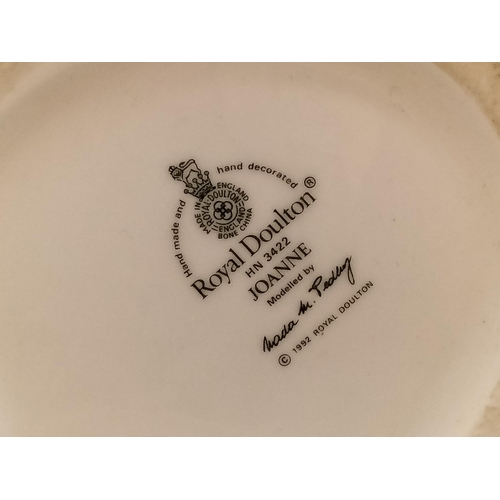 Hand made and hand decorated
MADE IN ENGLAND
ROYAL DOULTON
ENGLAND
BONE CHINA
Royal Doulton®
HN 3422
JOANNE
Modelled by
Nada M. Pedley
© 1992 ROYAL DOULTON